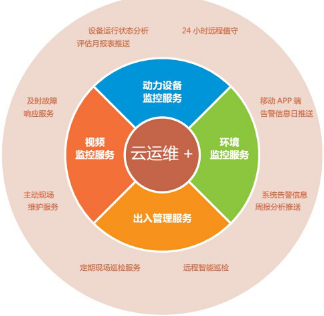 设备运行状态分析
评估月报表推送
24 小时远程值守
及时故障
响应服务
动力设备
监控服务
移动 APP 端
告警信息日推送
视频
监控服务
云运维 +
环境
监控服务
主动现场
维护服务
出入管理服务
系统告警信息
周报分析推送
定期现场巡检服务
远程智能巡检